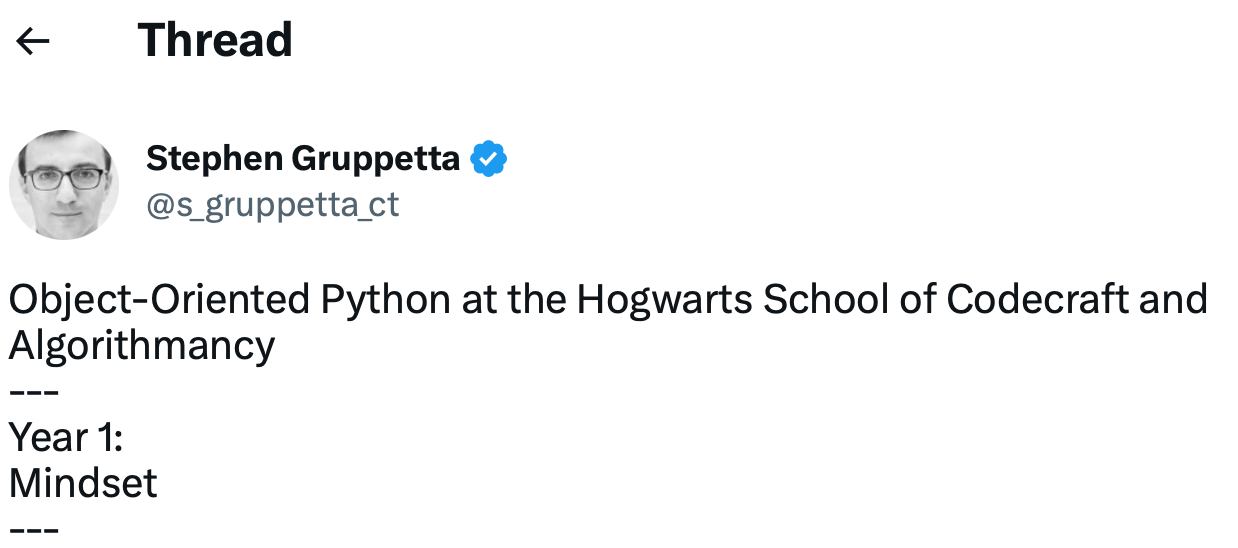 Thread
Stephen Gruppetta
@s_gruppetta_ct
Object-Oriented Python at the Hogwarts School of Codecraft and
Algorithmancy
---
Year 1:
Mindset
---